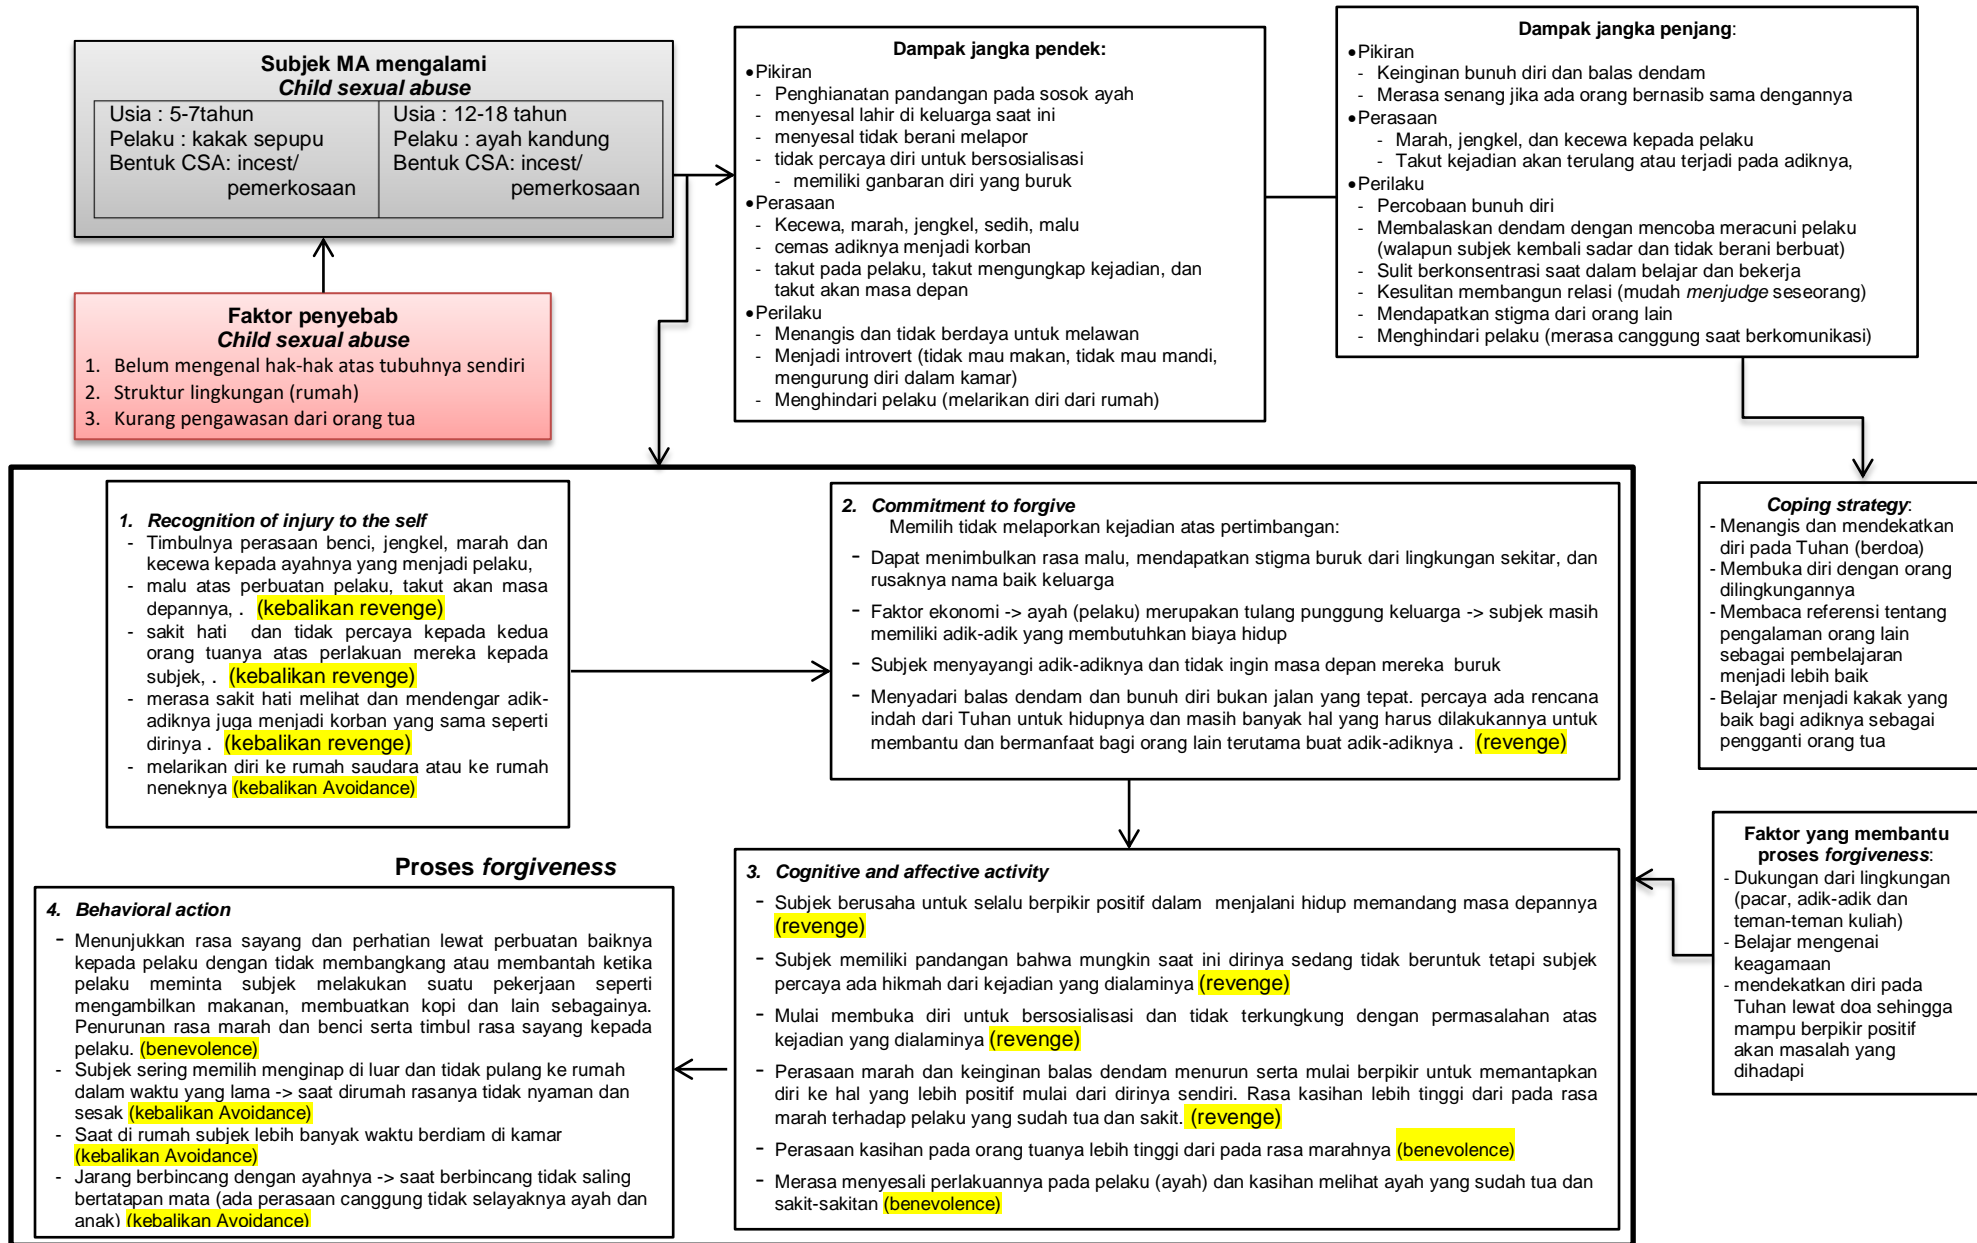 Subjek MA mengalami
Child sexual abuse
Usia : 5-7tahun
Pelaku : kakak sepupu
Bentuk CSA: incest/
pemerkosaan
Usia : 12-18 tahun
Pelaku : ayah kandung
Bentuk CSA: incest/
pemerkosaan
Faktor penyebab
Child sexual abuse
1. Belum mengenal hak-hak atas tubuhnya sendiri
2. Struktur lingkungan (rumah)
3. Kurang pengawasan dari orang tua
Dampak jangka pendek:
•Pikiran
- Penghianatan pandangan pada sosok ayah
- menyesal lahir di keluarga saat ini
- menyesal tidak berani melapor
- tidak percaya diri untuk bersosialisasi
- memiliki ganbaran diri yang buruk
•Perasaan
- Kecewa, marah, jengkel, sedih, malu
- cemas adiknya menjadi korban
- takut pada pelaku, takut mengungkap kejadian, dan
takut akan masa depan
•Perilaku
- Menangis dan tidak berdaya untuk melawan
- Menjadi introvert (tidak mau makan, tidak mau mandi,
mengurung diri dalam kamar)
- Menghindari pelaku (melarikan diri dari rumah)
Dampak jangka penjang:
•Pikiran
- Keinginan bunuh diri dan balas dendam
- Merasa senang jika ada orang bernasib sama dengannya
•Perasaan
- Marah, jengkel, dan kecewa kepada pelaku
- Takut kejadian akan terulang atau terjadi pada adiknya,
•Perilaku
- Percobaan bunuh diri
- Membalaskan dendam dengan mencoba meracuni pelaku
(walapun subjek kembali sadar dan tidak berani berbuat)
- Sulit berkonsentrasi saat dalam belajar dan bekerja
- Kesulitan membangun relasi (mudah menjudge seseorang)
- Mendapatkan stigma dari orang lain
- Menghindari pelaku (merasa canggung saat berkomunikasi)
1. Recognition of injury to the self
- Timbulnya perasaan benci, jengkel, marah dan
kecewa kepada ayahnya yang menjadi pelaku,
- malu atas perbuatan pelaku, takut akan masa
depannya, . (kebalikan revenge)
- sakit hati dan tidak percaya kepada kedua
orang tuanya atas perlakuan mereka kepada
subjek, . (kebalikan revenge)
- merasa sakit hati melihat dan mendengar adik-
adiknya juga menjadi korban yang sama seperti
dirinya . (kebalikan revenge)
- melarikan diri ke rumah saudara atau ke rumah
neneknya (kebalikan Avoidance)
2. Commitment to forgive
Memilih tidak melaporkan kejadian atas pertimbangan:
- Dapat menimbulkan rasa malu, mendapatkan stigma buruk dari lingkungan sekitar, dan
rusaknya nama baik keluarga
- Faktor ekonomi -> ayah (pelaku) merupakan tulang punggung keluarga -> subjek masih
memiliki adik-adik yang membutuhkan biaya hidup
- Subjek menyayangi adik-adiknya dan tidak ingin masa depan mereka buruk
- Menyadari balas dendam dan bunuh diri bukan jalan yang tepat. percaya ada rencana
indah dari Tuhan untuk hidupnya dan masih banyak hal yang harus dilakukannya untuk
membantu dan bermanfaat bagi orang lain terutama buat adik-adiknya . (revenge)
Coping strategy:
- Menangis dan mendekatkan
diri pada Tuhan (berdoa)
- Membuka diri dengan orang
dilingkungannya
- Membaca referensi tentang
pengalaman orang lain
sebagai pembelajaran
menjadi lebih baik
- Belajar menjadi kakak yang
baik bagi adiknya sebagai
pengganti orang tua
Proses forgiveness
3. Cognitive and affective activity
- Subjek berusaha untuk selalu berpikir positif dalam menjalani hidup memandang masa depannya
(revenge)
- Subjek memiliki pandangan bahwa mungkin saat ini dirinya sedang tidak beruntuk tetapi subjek
percaya ada hikmah dari kejadian yang dialaminya (revenge)
- Mulai membuka diri untuk bersosialisasi dan tidak terkungkung dengan permasalahan atas
kejadian yang dialaminya (revenge)
- Perasaan marah dan keinginan balas dendam menurun serta mulai berpikir untuk memantapkan
diri ke hal yang lebih positif mulai dari dirinya sendiri. Rasa kasihan lebih tinggi dari pada rasa
marah terhadap pelaku yang sudah tua dan sakit. (revenge)
- Perasaan kasihan pada orang tuanya lebih tinggi dari pada rasa marahnya (benevolence)
- Merasa menyesali perlakuannya pada pelaku (ayah) dan kasihan melihat ayah yang sudah tua dan
sakit-sakitan (benevolence)
4. Behavioral action
- Menunjukkan rasa sayang dan perhatian lewat perbuatan baiknya
kepada pelaku dengan tidak membangkang atau membantah ketika
pelaku meminta subjek melakukan suatu pekerjaan seperti
mengambilkan makanan, membuatkan kopi dan lain sebagainya.
Penurunan rasa marah dan benci serta timbul rasa sayang kepada
pelaku. (benevolence)
- Subjek sering memilih menginap di luar dan tidak pulang ke rumah
dalam waktu yang lama -> saat dirumah rasanya tidak nyaman dan
sesak (kebalikan Avoidance)
- Saat di rumah subjek lebih banyak waktu berdiam di kamar
(kebalikan Avoidance)
- Jarang berbincang dengan ayahnya -> saat berbincang tidak saling
bertatapan mata (ada perasaan canggung tidak selayaknya ayah dan
anak) (kebalikan Avoidance)
Faktor yang membantu
proses forgiveness:
- Dukungan dari lingkungan
(pacar, adik-adik dan
teman-teman kuliah)
- Belajar mengenai
keagamaan
- mendekatkan diri pada
Tuhan lewat doa sehingga
mampu berpikir positif
akan masalah yang
dihadapi